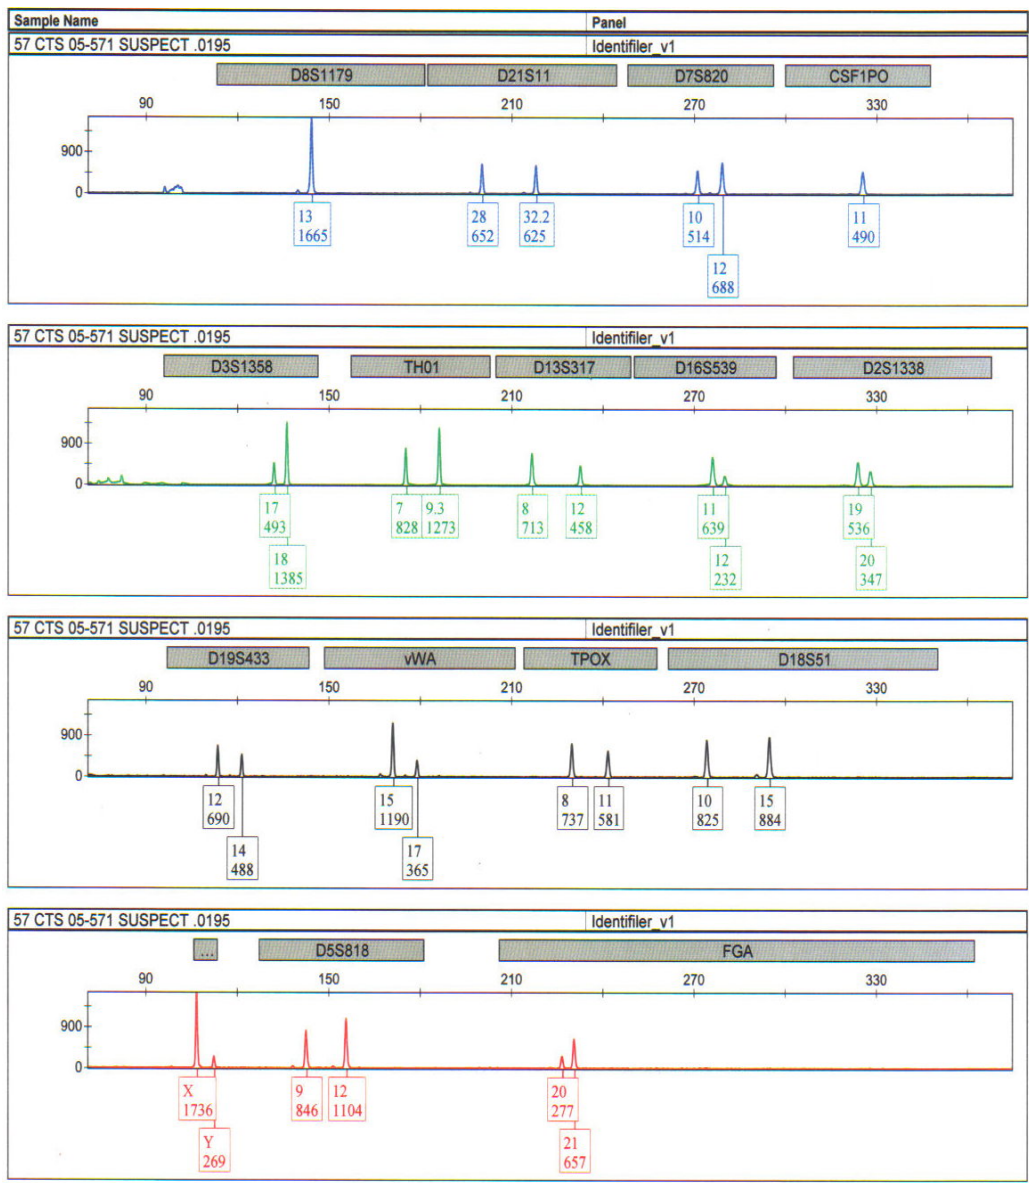 Sample Name Panel
57 CTS 05-571 SUSPECT .0195 Identifiler_v1
D8S1179 D21S11 D7S820 CSF1PO
90 150 210 270 330
900
0
13 28 32.2 10 11
1665 652 625 514 490
12
688
57 CTS 05-571 SUSPECT .0195 Identifiler_v1
D3S1358 TH01 D13S317 D16S539 D2S1338
90 150 210 270 330
900
0
17 7 9.3 8 12 11 19
493 828 1273 713 458 639 536
18 12 20
1385 232 347
57 CTS 05-571 SUSPECT .0195 Identifiler_v1
D19S433 vWA TPOX D18S51
90 150 210 270 330
900
0
12 15 8 11 10 15
690 1190 737 581 825 884
14 17
488 365
57 CTS 05-571 SUSPECT .0195 Identifiler_v1
... D5S818 FGA
90 150 210 270 330
900
0
X 9 12 20
1736 846 1104 277
Y 21
269 657